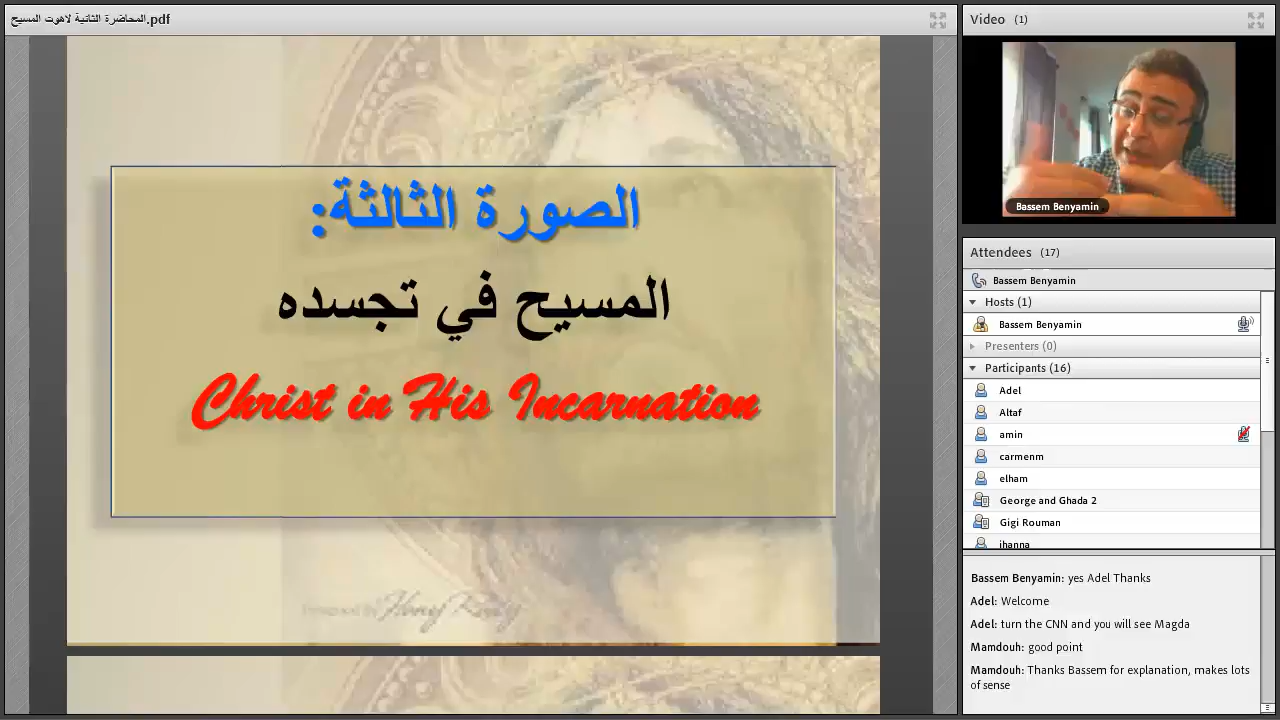 المحاضرة الثانية لاهوت المسيح.pdf
الصورة الثالثة:
المسيح في تجسده
Christ in His Incarnation
Video (1)
Bassem Benyamin
Attendees (17)
Bassem Benyamin
Hosts (1)
Bassem Benyamin
Presenters (0)
Participants (16)
Adel
Altaf
amin
carmenm
elham
George and Ghada 2
Gigi Rouman
ihanna
Bassem Benyamin: yes Adel Thanks
Adel: Welcome
Adel: turn the CNN and you will see Magda
Mamdouh: good point
Mamdouh: Thanks Bassem for explanation, makes lots
of sense